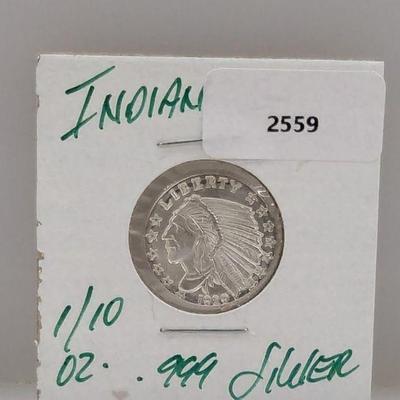 INDIAN
2559
LIBERTY
1/10
OZ. .999 SILVER